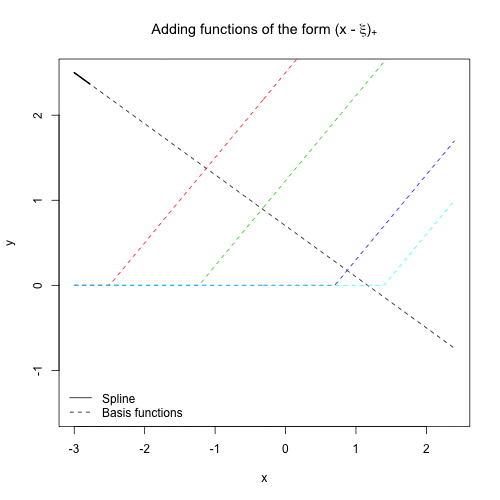 Adding functions of the form (x - ξ)₊
y
2
1
0
-1
Spline
Basis functions
-3 -2 -1 0 1 2
x